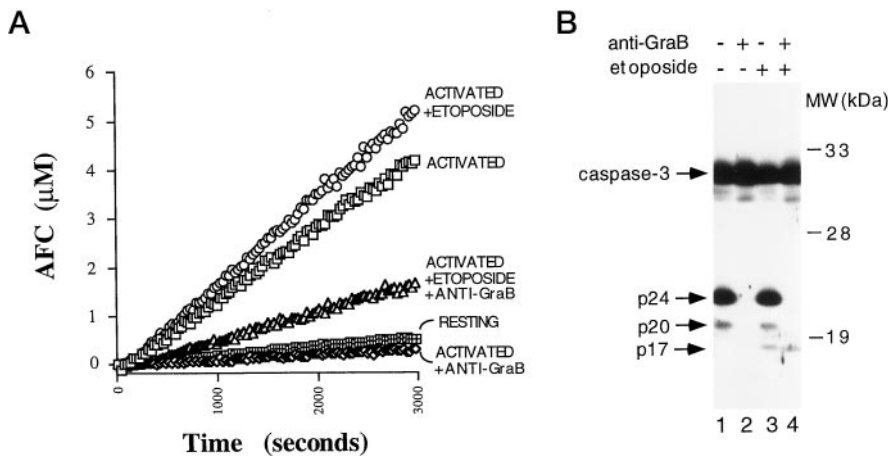 A
AFC (μM)
6
5
4
3
2
1
0
0
1000
2000
3000
Time (seconds)
ACTIVATED
+ETOPOSIDE
ACTIVATED
ACTIVATED
+ETOPOSIDE
+ANTI-GraB
RESTING
ACTIVATED
+ANTI-GraB
B
anti-GraB - + - +
etoposide - - + +
MW (kDa)
33
caspase-3
28
p24
p20
19
p17
1 2 3 4